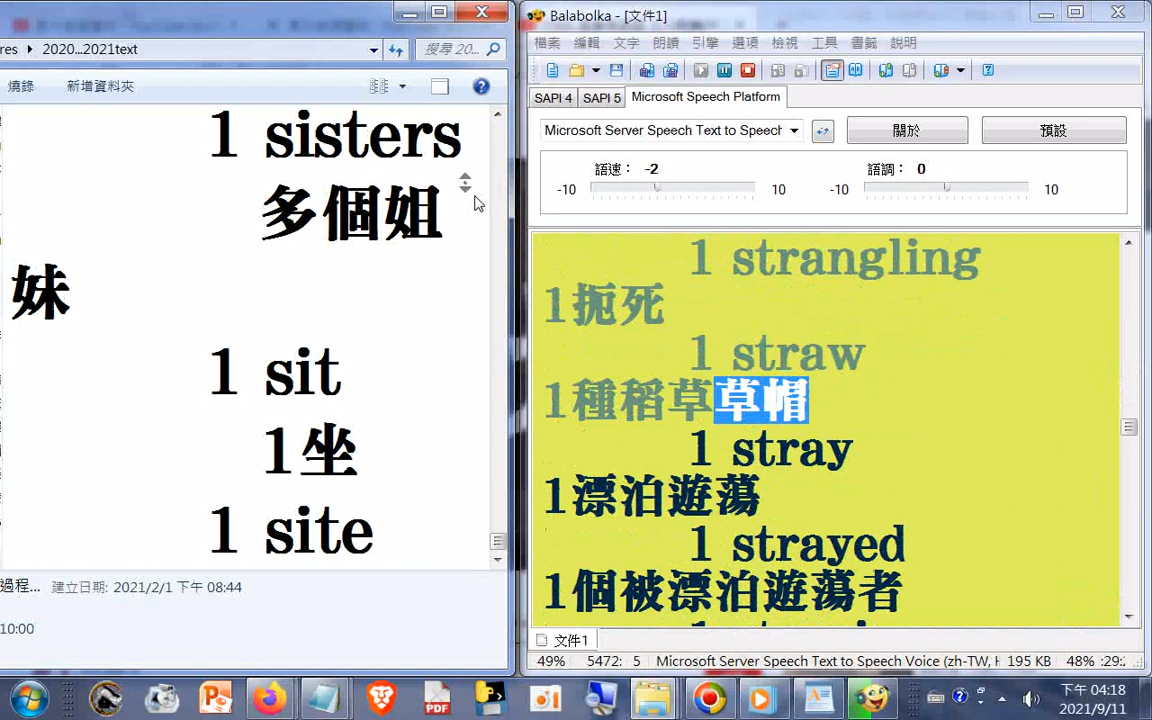 res ▸ 2020...2021text
搜尋 20...
燒錄 新增資料夾
1 sisters
多個姐
妹
1 sit
1坐
1 site
過程... 建立日期: 2021/2/1 下午 08:44
10:00
Balabolka - [文件1]
檔案 編輯 文字 朗讀 引擎 選項 檢視 工具 書籤 說明
SAPI 4 SAPI 5 Microsoft Speech Platform
Microsoft Server Speech Text to Speech 關於 預設
語速： -2 語調： 0
-10 10 -10 10
1 strangling
1扼死
1 straw
1種稻草草帽
1 stray
1漂泊遊蕩
1 strayed
1個被漂泊遊蕩者
文件1
49% 5472: 5 Microsoft Server Speech Text to Speech Voice (zh-TW, H 195 KB 48% :29:
PDF
下午 04:18
2021/9/11